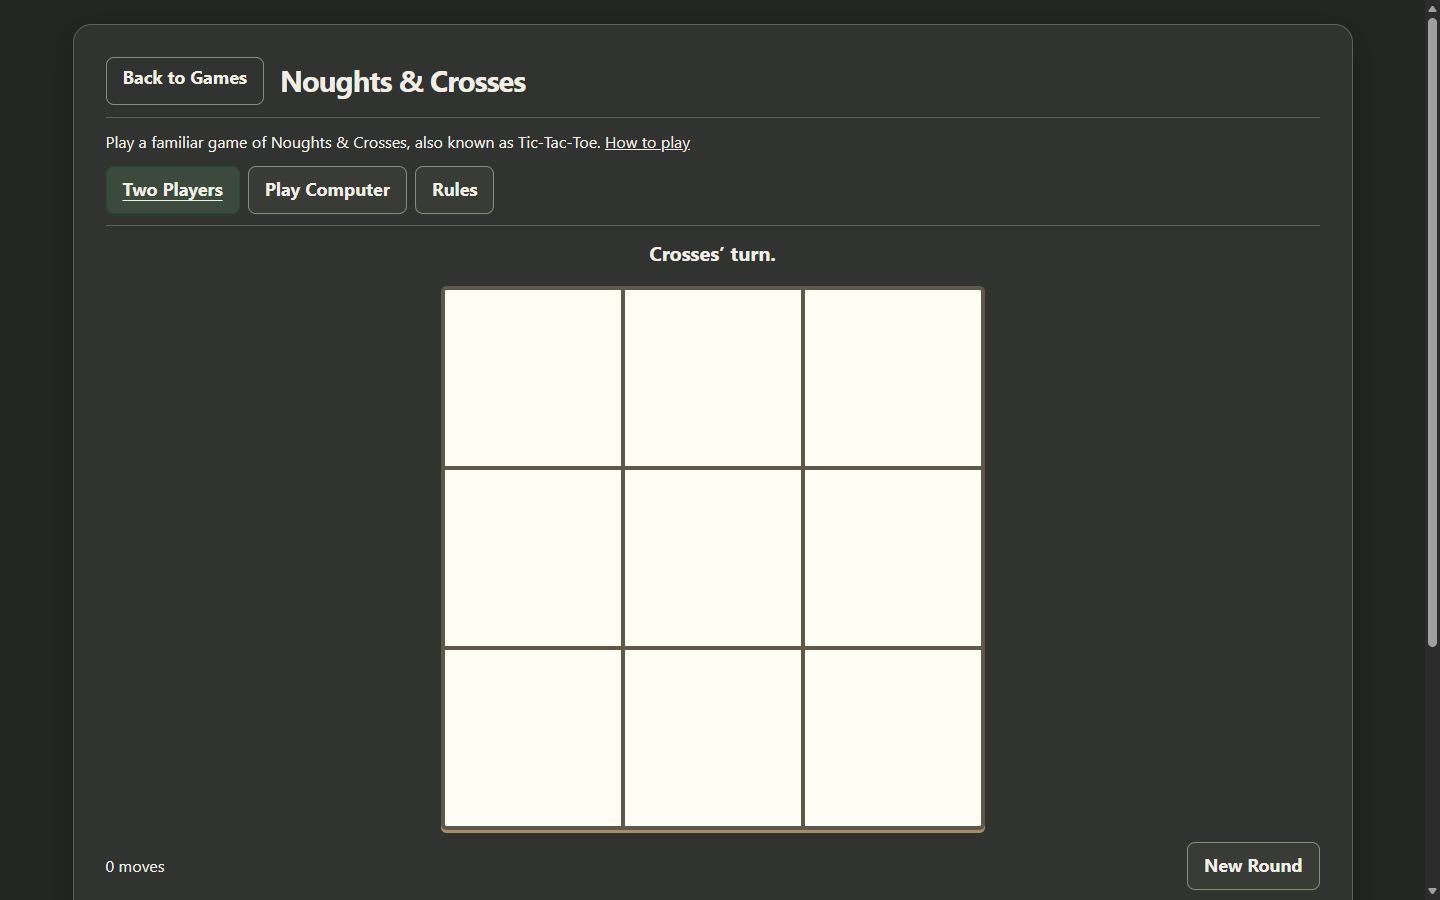 Back to Games
Noughts & Crosses
Play a familiar game of Noughts & Crosses, also known as Tic-Tac-Toe. How to play
Two Players
Play Computer
Rules
Crosses’ turn.
0 moves
New Round